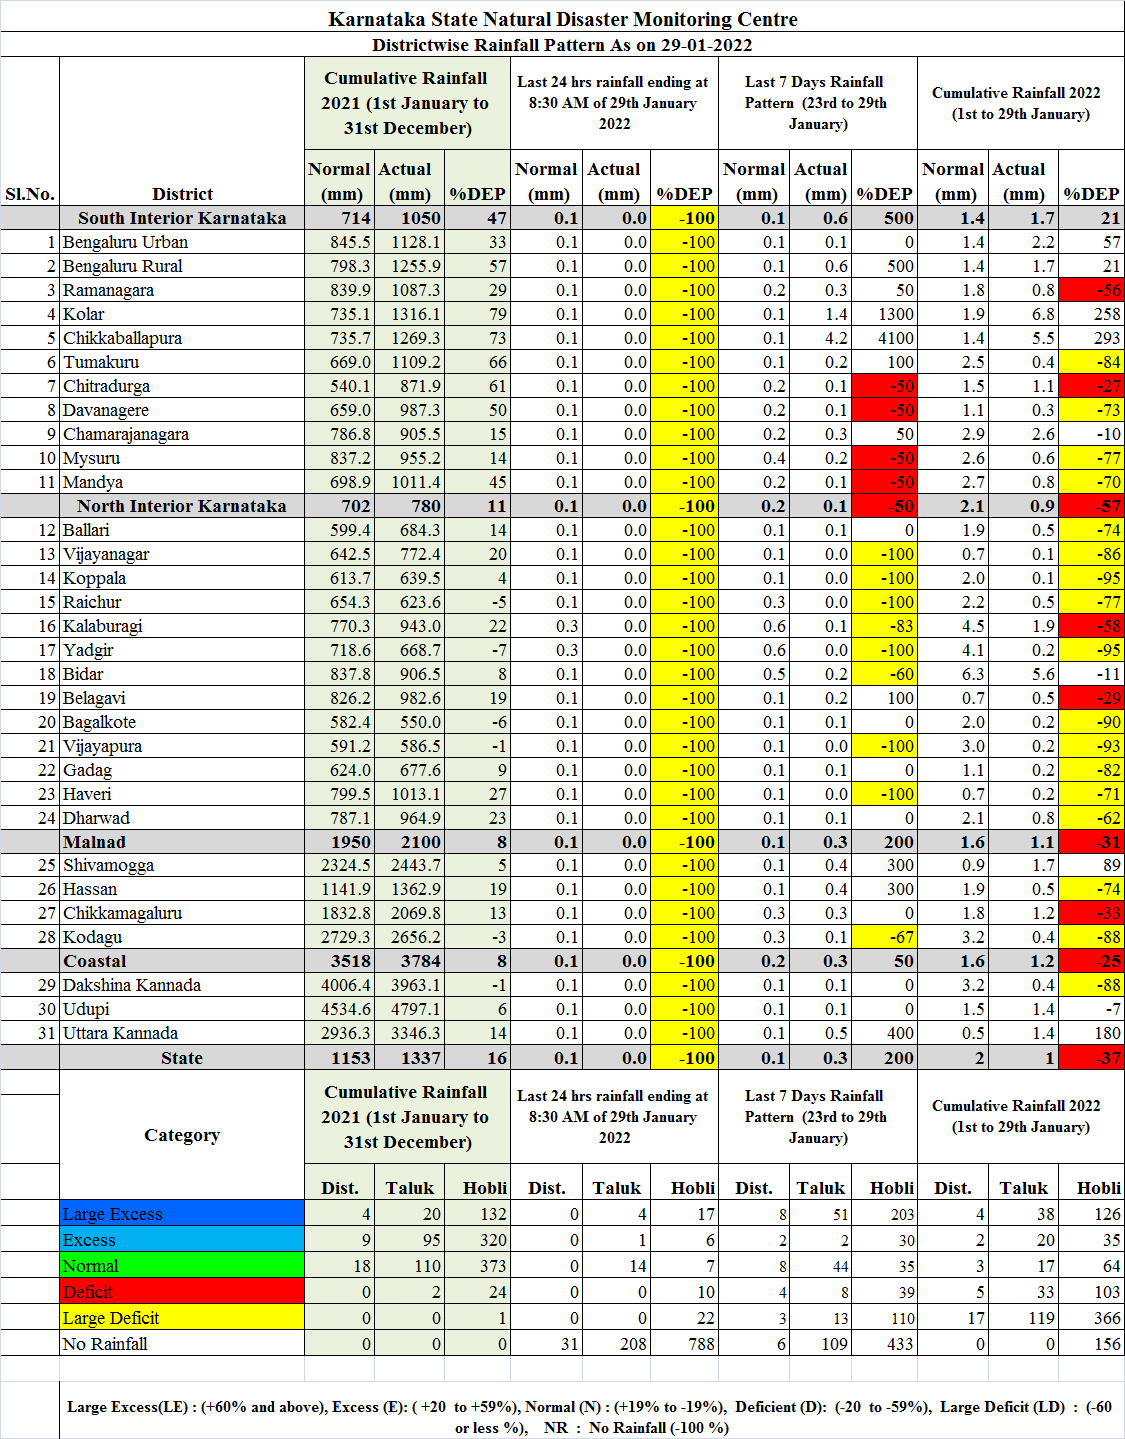 Karnataka State Natural Disaster Monitoring Centre
Districtwise Rainfall Pattern As on 29-01-2022
Sl.No. District Cumulative Rainfall 2021 (1st January to 31st December) Last 24 hrs rainfall ending at 8:30 AM of 29th January 2022 Last 7 Days Rainfall Pattern (23rd to 29th January) Cumulative Rainfall 2022 (1st to 29th January)
Normal (mm) Actual (mm) %DEP Normal (mm) Actual (mm) %DEP Normal (mm) Actual (mm) %DEP Normal (mm) Actual (mm) %DEP
South Interior Karnataka 714 1050 47 0.1 0.0 -100 0.1 0.6 500 1.4 1.7 21
1 Bengaluru Urban 845.5 1128.1 33 0.1 0.0 -100 0.1 0.1 0 1.4 2.2 57
2 Bengaluru Rural 798.3 1255.9 57 0.1 0.0 -100 0.1 0.6 500 1.4 1.7 21
3 Ramanagara 839.9 1087.3 29 0.1 0.0 -100 0.2 0.3 50 1.8 0.8 -56
4 Kolar 735.1 1316.1 79 0.1 0.0 -100 0.1 1.4 1300 1.9 6.8 258
5 Chikkaballapura 735.7 1269.3 73 0.1 0.0 -100 0.1 4.2 4100 1.4 5.5 293
6 Tumakuru 669.0 1109.2 66 0.1 0.0 -100 0.1 0.2 100 2.5 0.4 -84
7 Chitradurga 540.1 871.9 61 0.1 0.0 -100 0.2 0.1 -50 1.5 1.1 -27
8 Davanagere 659.0 987.3 50 0.1 0.0 -100 0.2 0.1 -50 1.1 0.3 -73
9 Chamarajanagara 786.8 905.5 15 0.1 0.0 -100 0.2 0.3 50 2.9 2.6 -10
10 Mysuru 837.2 955.2 14 0.1 0.0 -100 0.4 0.2 -50 2.6 0.6 -77
11 Mandya 698.9 1011.4 45 0.1 0.0 -100 0.2 0.1 -50 2.7 0.8 -70
North Interior Karnataka 702 780 11 0.1 0.0 -100 0.2 0.1 -50 2.1 0.9 -57
12 Ballari 599.4 684.3 14 0.1 0.0 -100 0.1 0.1 0 1.9 0.5 -74
13 Vijayanagar 642.5 772.4 20 0.1 0.0 -100 0.1 0.0 -100 0.7 0.1 -86
14 Koppala 613.7 639.5 4 0.1 0.0 -100 0.1 0.0 -100 2.0 0.1 -95
15 Raichur 654.3 623.6 -5 0.1 0.0 -100 0.3 0.0 -100 2.2 0.5 -77
16 Kalaburagi 770.3 943.0 22 0.3 0.0 -100 0.6 0.1 -83 4.5 1.9 -58
17 Yadgir 718.6 668.7 -7 0.3 0.0 -100 0.6 0.0 -100 4.1 0.2 -95
18 Bidar 837.8 906.5 8 0.1 0.0 -100 0.5 0.2 -60 6.3 5.6 -11
19 Belagavi 826.2 982.6 19 0.1 0.0 -100 0.1 0.2 100 0.7 0.5 -29
20 Bagalkote 582.4 550.0 -6 0.1 0.0 -100 0.1 0.1 0 2.0 0.2 -90
21 Vijayapura 591.2 586.5 -1 0.1 0.0 -100 0.1 0.0 -100 3.0 0.2 -93
22 Gadag 624.0 677.6 9 0.1 0.0 -100 0.1 0.1 0 1.1 0.2 -82
23 Haveri 799.5 1013.1 27 0.1 0.0 -100 0.1 0.0 -100 0.7 0.2 -71
24 Dharwad 787.1 964.9 23 0.1 0.0 -100 0.1 0.1 0 2.1 0.8 -62
Malnad 1950 2100 8 0.1 0.0 -100 0.1 0.3 200 1.6 1.1 -31
25 Shivamogga 2324.5 2443.7 5 0.1 0.0 -100 0.1 0.4 300 0.9 1.7 89
26 Hassan 1141.9 1362.9 19 0.1 0.0 -100 0.1 0.4 300 1.9 0.5 -74
27 Chikkamagaluru 1832.8 2069.8 13 0.1 0.0 -100 0.3 0.3 0 1.8 1.2 -33
28 Kodagu 2729.3 2656.2 -3 0.1 0.0 -100 0.3 0.1 -67 3.2 0.4 -88
Coastal 3518 3784 8 0.1 0.0 -100 0.2 0.3 50 1.6 1.2 -25
29 Dakshina Kannada 4006.4 3963.1 -1 0.1 0.0 -100 0.1 0.1 0 3.2 0.4 -88
30 Udupi 4534.6 4797.1 6 0.1 0.0 -100 0.1 0.1 0 1.5 1.4 -7
31 Uttara Kannada 2936.3 3346.3 14 0.1 0.0 -100 0.1 0.5 400 0.5 1.4 180
State 1153 1337 16 0.1 0.0 -100 0.1 0.3 200 2 1 -37
Category Cumulative Rainfall 2021 (1st January to 31st December) Last 24 hrs rainfall ending at 8:30 AM of 29th January 2022 Last 7 Days Rainfall Pattern (23rd to 29th January) Cumulative Rainfall 2022 (1st to 29th January)
Dist. Taluk Hobli Dist. Taluk Hobli Dist. Taluk Hobli Dist. Taluk Hobli
Large Excess 4 20 132 0 4 17 8 51 203 4 38 126
Excess 9 95 320 0 1 6 2 2 30 2 20 35
Normal 18 110 373 0 14 7 8 44 35 3 17 64
Deficit 0 2 24 0 0 10 4 8 39 5 33 103
Large Deficit 0 0 1 0 0 22 3 13 110 17 119 366
No Rainfall 0 0 0 31 208 788 6 109 433 0 0 156
Large Excess(LE) : (+60% and above), Excess (E): ( +20 to +59%), Normal (N) : (+19% to -19%), Deficient (D): (-20 to -59%), Large Deficit (LD) : (-60
or less %), NR : No Rainfall (-100 %)